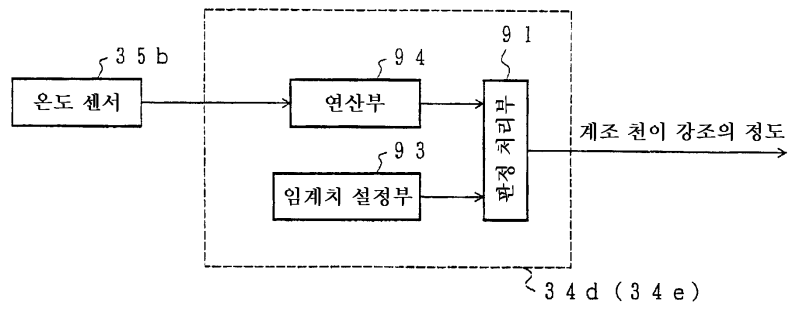 35b
온도 센서
94
연산부
93
임계치 설정부
91
판정 처리부
계조 천이 강조의 정도
34d (34e)